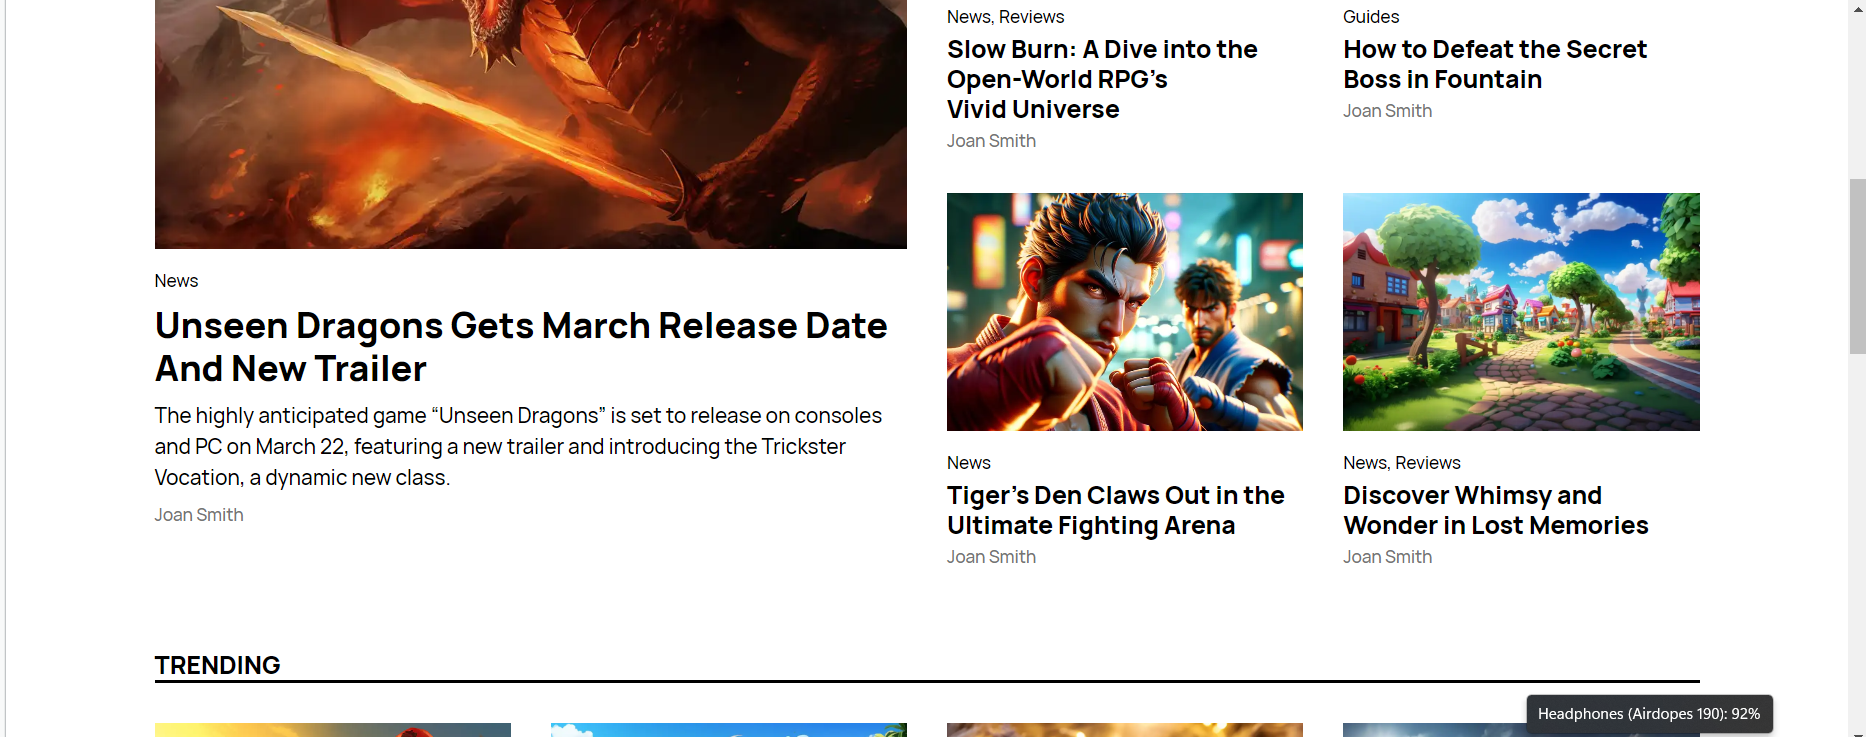 News
Unseen Dragons Gets March Release Date
And New Trailer
The highly anticipated game “Unseen Dragons” is set to release on consoles
and PC on March 22, featuring a new trailer and introducing the Trickster
Vocation, a dynamic new class.
Joan Smith
News, Reviews
Slow Burn: A Dive into the
Open-World RPG’s
Vivid Universe
Joan Smith
Guides
How to Defeat the Secret
Boss in Fountain
Joan Smith
News
Tiger’s Den Claws Out in the
Ultimate Fighting Arena
Joan Smith
News, Reviews
Discover Whimsy and
Wonder in Lost Memories
Joan Smith
TRENDING
Headphones (Airdopes 190): 92%